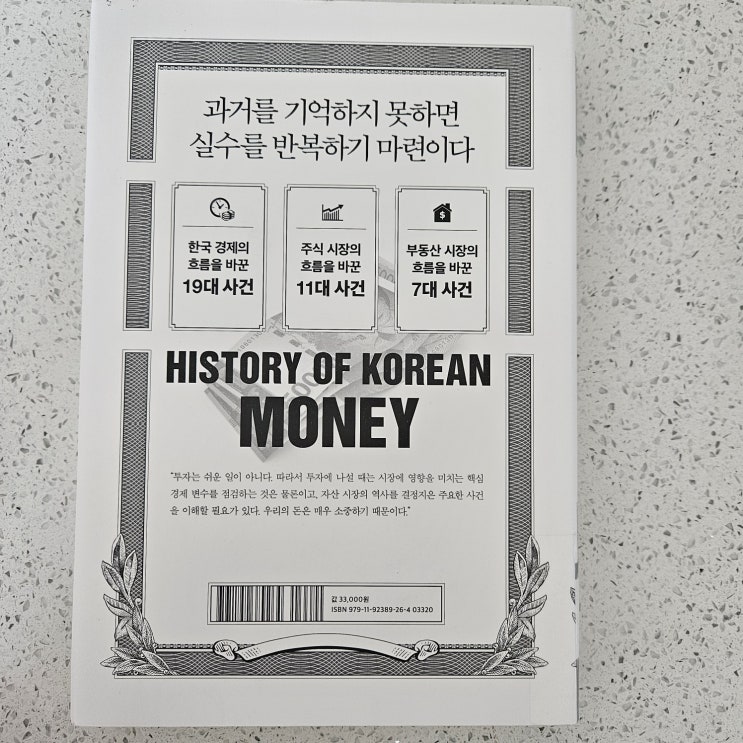 과거를 기억하지 못하면
실수를 반복하기 마련이다
한국 경제의
흐름을 바꾼
19대 사건
주식 시장의
흐름을 바꾼
11대 사건
부동산 시장의
흐름을 바꾼
7대 사건
HISTORY OF KOREAN
MONEY
"투자는 쉬운 일이 아니다. 따라서 투자에 나설 때는 시장에 영향을 미치는 핵심
경제 변수를 점검하는 것은 물론이고, 자산 시장의 역사를 결정지은 주요한 사건
을 이해할 필요가 있다. 우리의 돈은 매우 소중하기 때문이다."
값 33,000원
ISBN 979-11-92389-26-4 03320